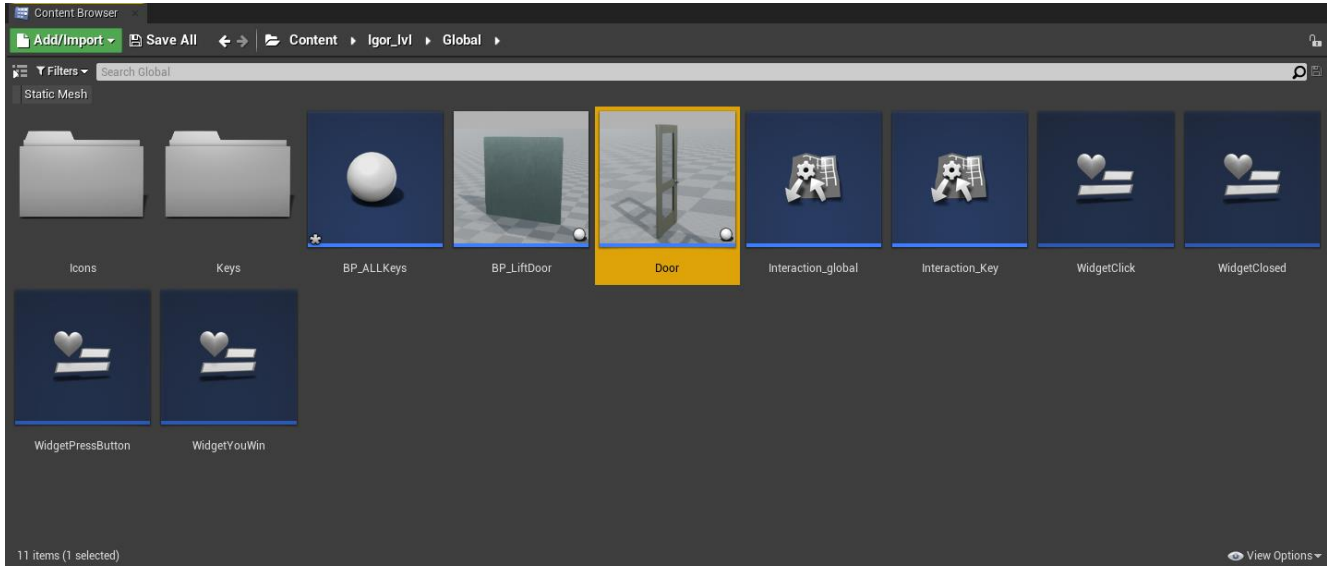 Content Browser
Add/Import Save All Content Igor_lvl Global
Filters Search Global
Static Mesh
Icons Keys BP_ALLKeys BP_LiftDoor Door Interaction_global Interaction_Key WidgetClick WidgetClosed
WidgetPressButton WidgetYouWin
11 items (1 selected) View Options